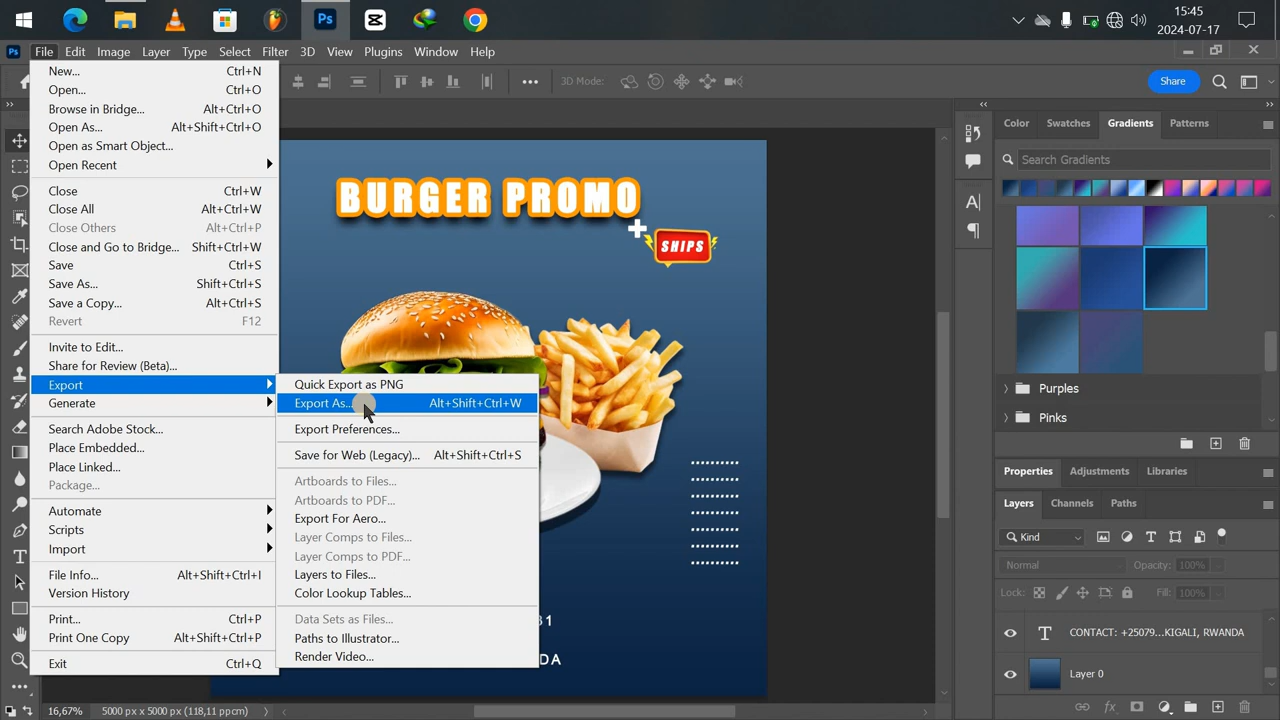 15:45
2024-07-17
Ps
Ps File Edit Image Layer Type Select Filter 3D View Plugins Window Help
3D Mode: Share
New... Ctrl+N
Open... Ctrl+O
Browse in Bridge... Alt+Ctrl+O
Open As... Alt+Shift+Ctrl+O
Open as Smart Object...
Open Recent
Close Ctrl+W
Close All Alt+Ctrl+W
Close Others Alt+Ctrl+P
Close and Go to Bridge... Shift+Ctrl+W
Save Ctrl+S
Save As... Shift+Ctrl+S
Save a Copy... Alt+Ctrl+S
Revert F12
Invite to Edit...
Share for Review (Beta)...
Export
Generate
Search Adobe Stock...
Place Embedded...
Place Linked...
Package...
Automate
Scripts
Import
File Info... Alt+Shift+Ctrl+I
Version History
Print... Ctrl+P
Print One Copy Alt+Shift+Ctrl+P
Exit Ctrl+Q
Quick Export as PNG
Export As... Alt+Shift+Ctrl+W
Export Preferences...
Save for Web (Legacy)... Alt+Shift+Ctrl+S
Artboards to Files...
Artboards to PDF...
Export For Aero...
Layer Comps to Files...
Layer Comps to PDF...
Layers to Files...
Color Lookup Tables...
Data Sets as Files...
Paths to Illustrator...
Render Video...
BURGER PROMO
+
SHIPS
31
DA
Color Swatches Gradients Patterns
Search Gradients
Purples
Pinks
Properties Adjustments Libraries
Layers Channels Paths
Kind
Normal Opacity: 100%
Lock: Fill: 100%
CONTACT: +25079...KIGALI, RWANDA
Layer 0
16,67% 5000 px x 5000 px (118,11 ppcm)